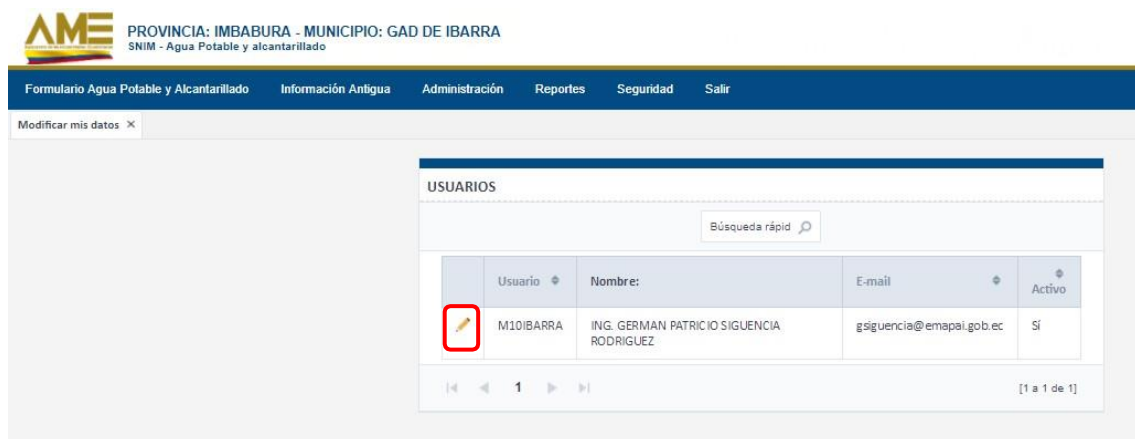 AME
PROVINCIA: IMBABURA - MUNICIPIO: GAD DE IBARRA
SNIM - Agua Potable y alcantarillado
Formulario Agua Potable y Alcantarillado Información Antigua Administración Reportes Seguridad Salir
Modificar mis datos ×
USUARIOS
Búsqueda rápid
Usuario Nombre: E-mail Activo
M10IBARRA ING. GERMAN PATRICIO SIGUENCIA gsiguencia@emapai.gob.ec Sí
RODRIGUEZ
1 [1 a 1 de 1]